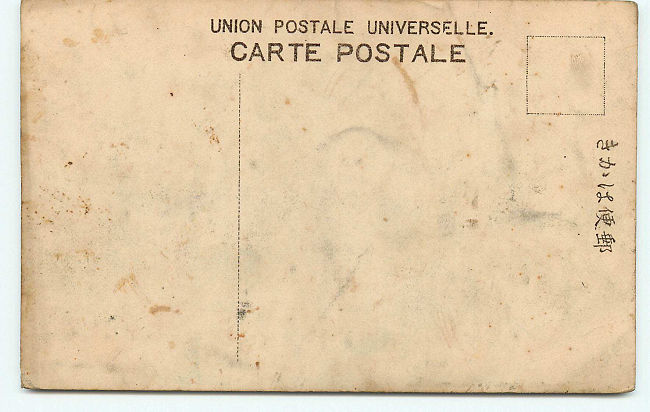 UNION POSTALE UNIVERSELLE.
CARTE POSTALE
郵便はかき